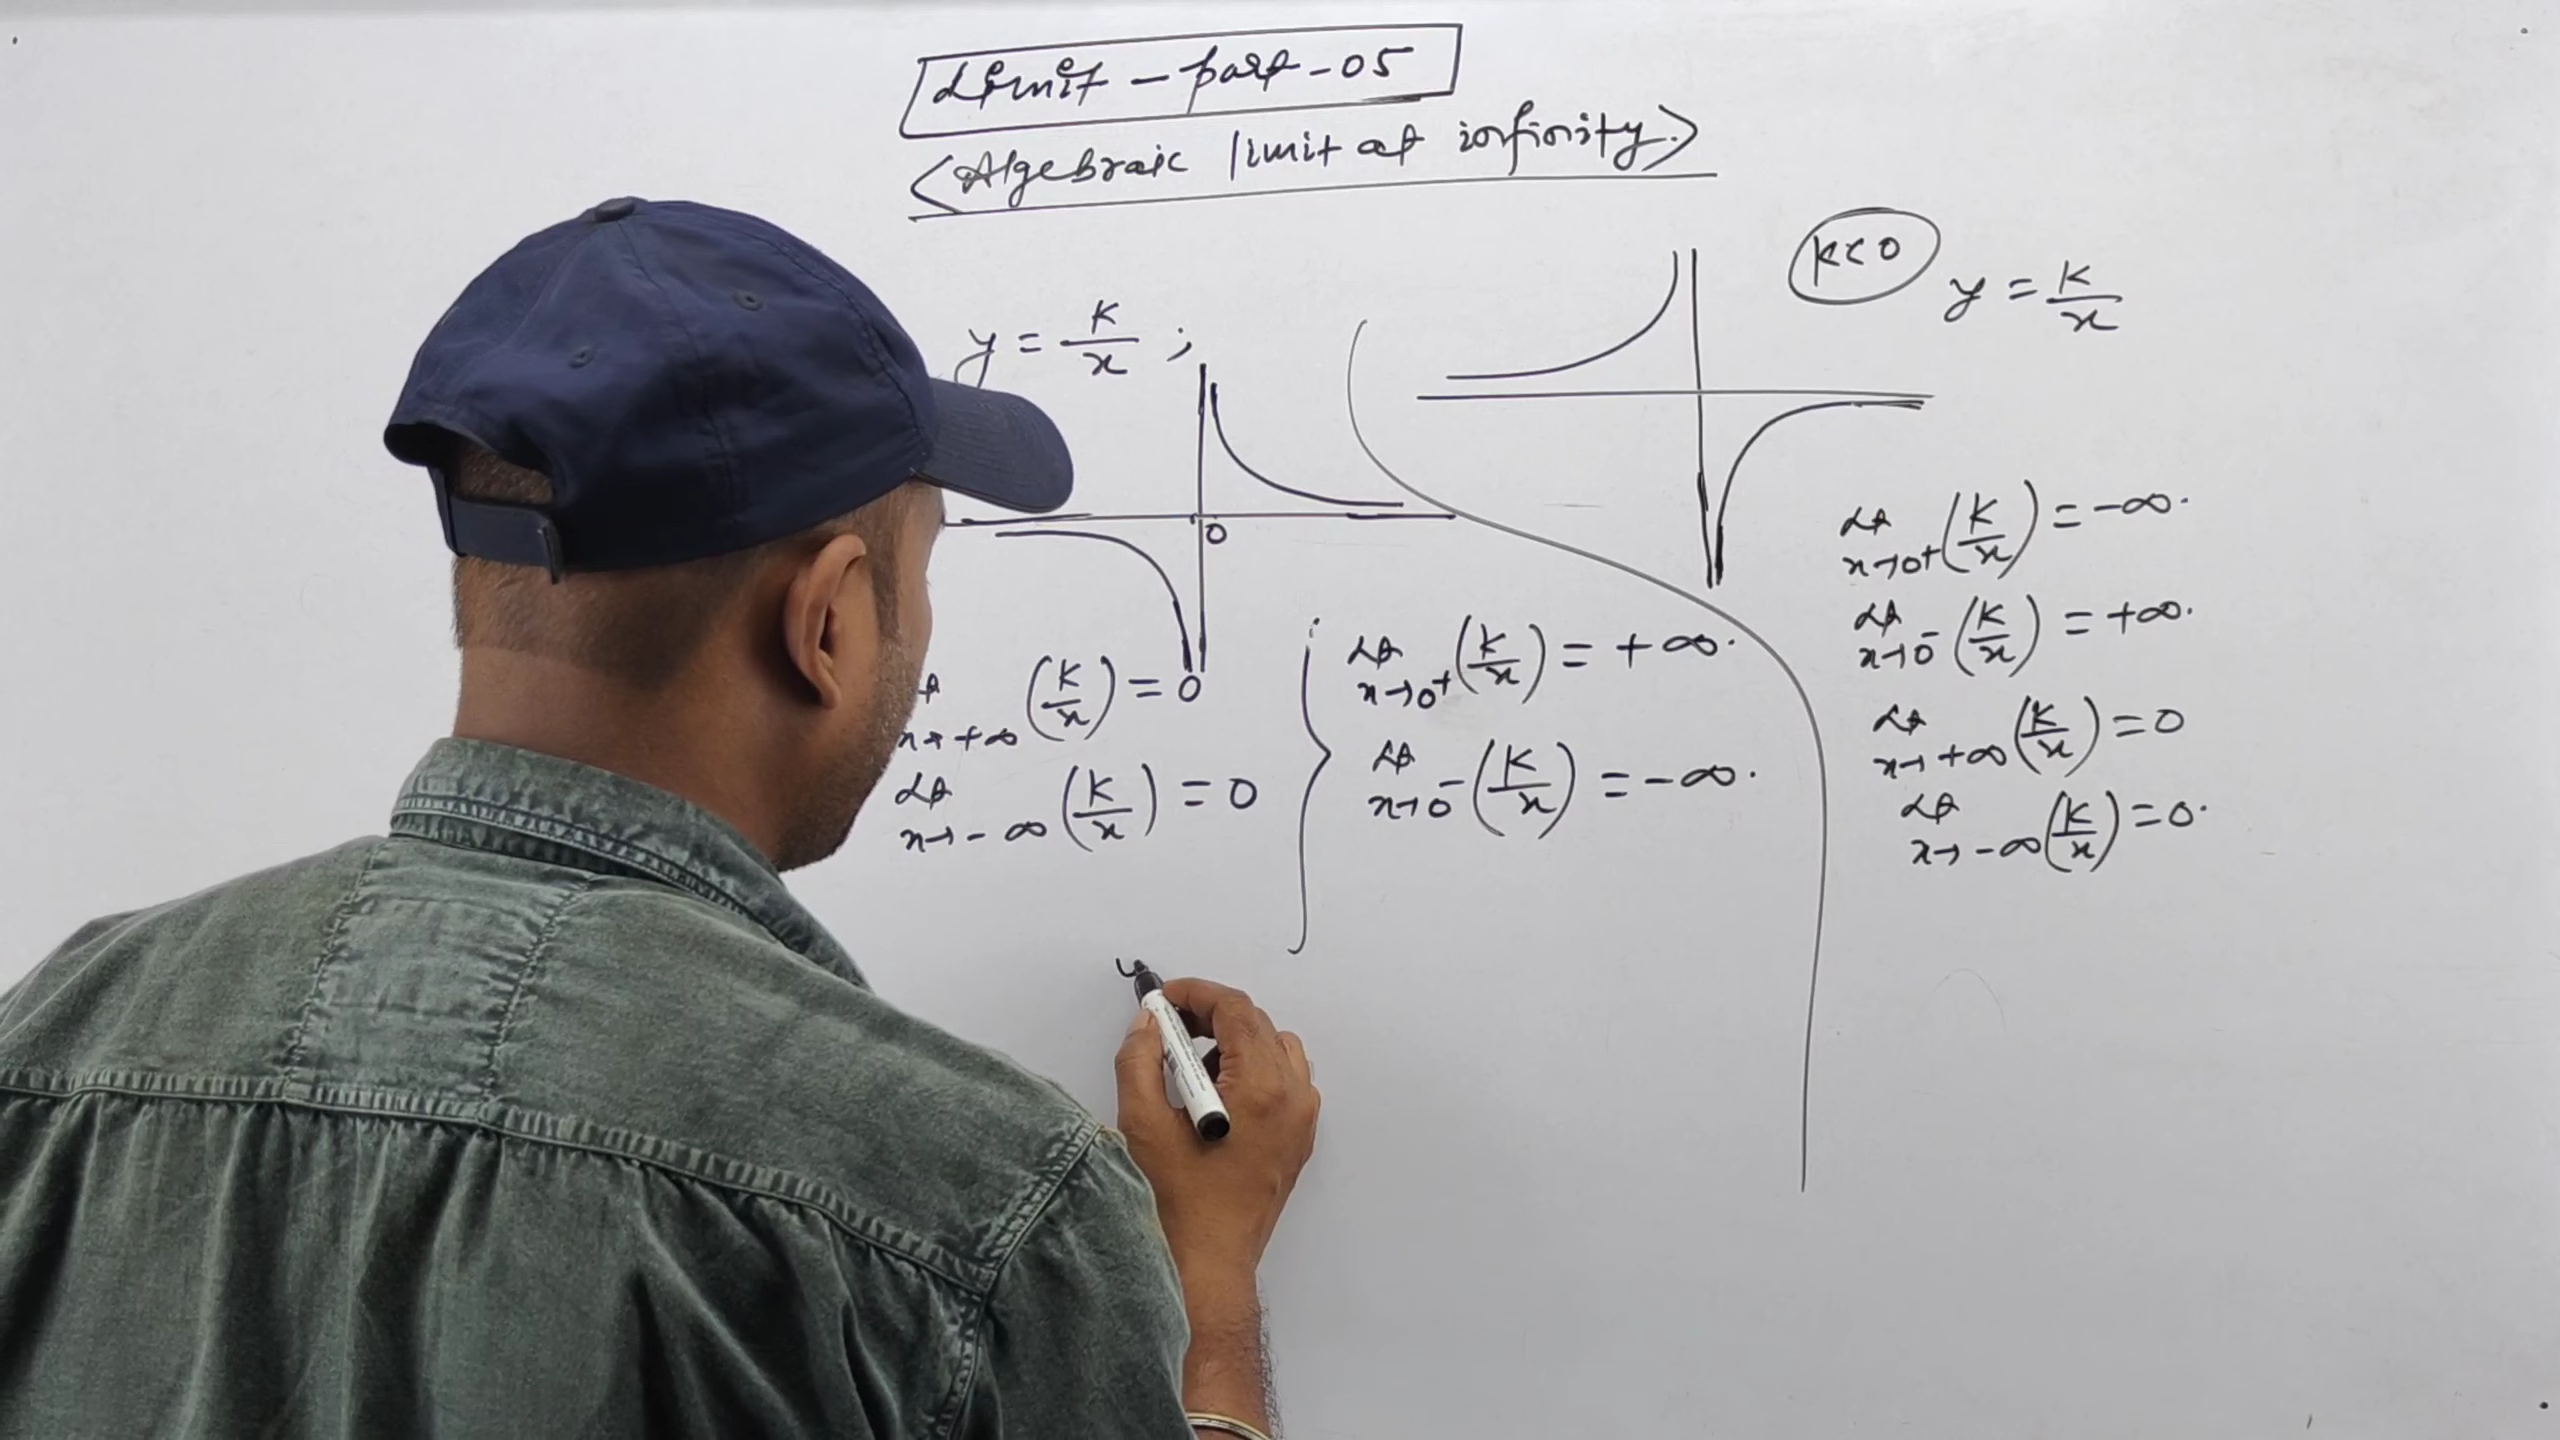 Limit - part - 05
<Algebraic limit at infinity.>
y = K/x ;
0
Lt x→+∞ (K/x) = 0
Lt x→-∞ (K/x) = 0
Lt x→0+ (K/x) = +∞.
Lt x→0- (K/x) = -∞.
K<0 y = K/x
Lt x→0+ (K/x) = -∞.
Lt x→0- (K/x) = +∞.
Lt x→+∞ (K/x) = 0
Lt x→-∞ (K/x) = 0.